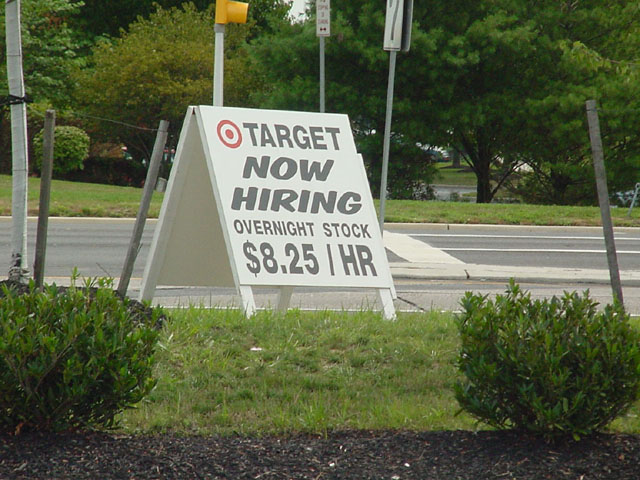 TARGET
NOW
HIRING
OVERNIGHT STOCK
$8.25 / HR